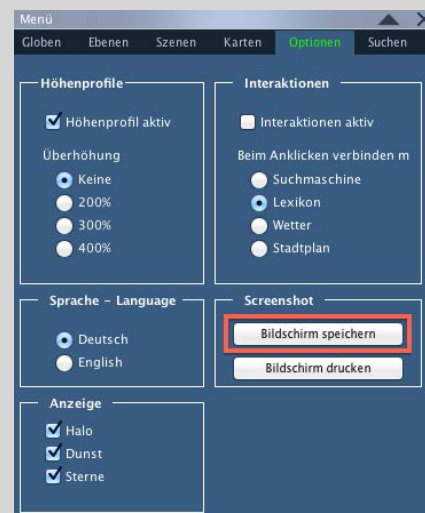 Menü
Globen Ebenen Szenen Karten Optionen Suchen
Höhenprofile
Höhenprofil aktiv
Überhöhung
Keine
200%
300%
400%
Interaktionen
Interaktionen aktiv
Beim Anklicken verbinden m
Suchmaschine
Lexikon
Wetter
Stadtplan
Sprache – Language
Deutsch
English
Screenshot
Bildschirm speichern
Bildschirm drucken
Anzeige
Halo
Dunst
Sterne